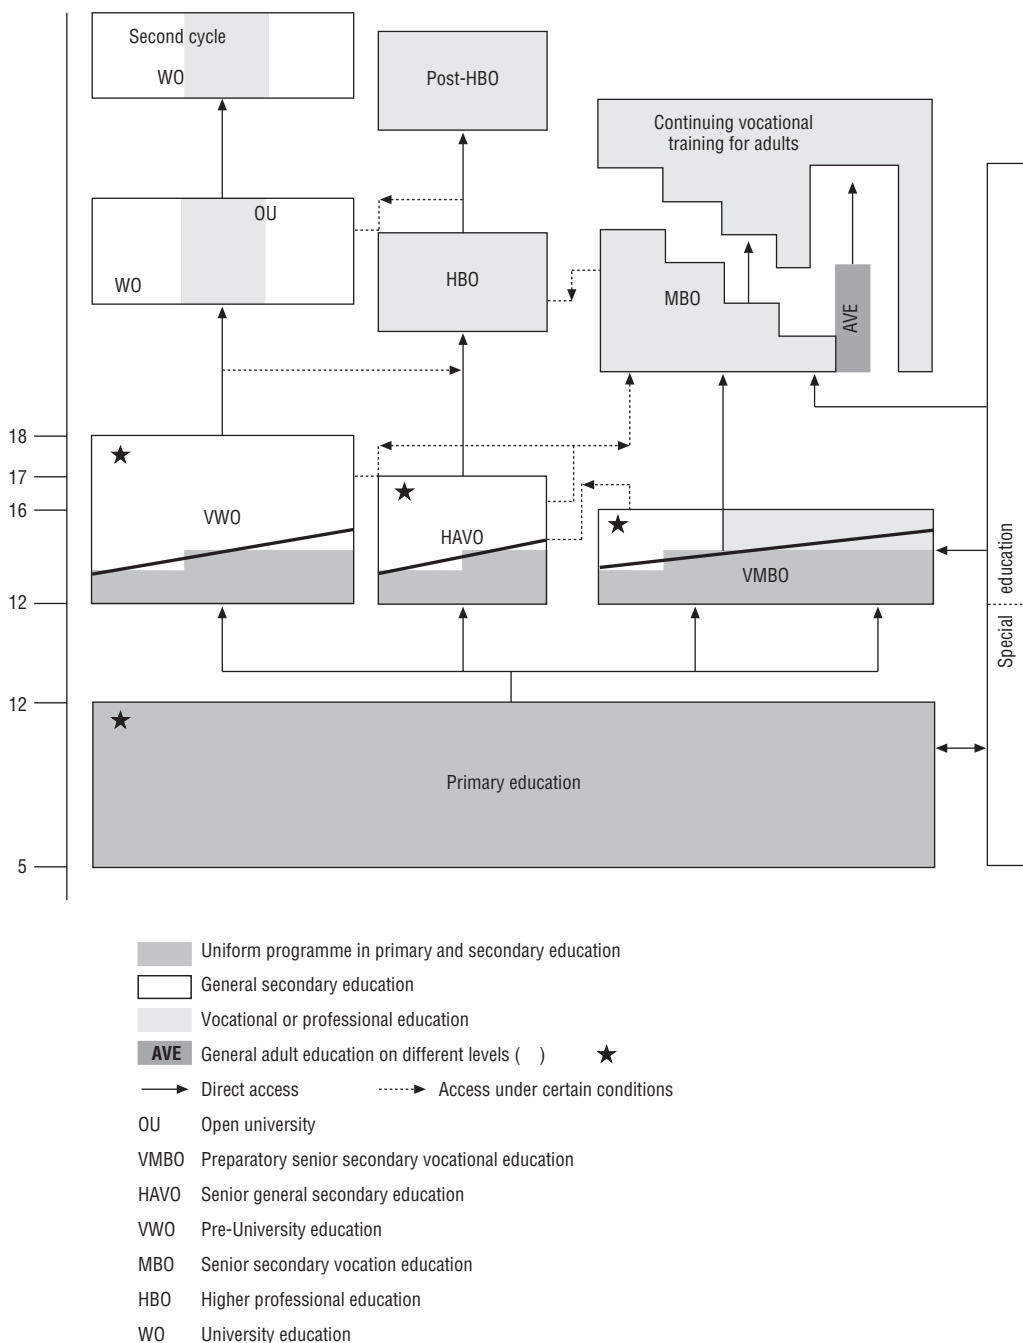 Second cycle
WO
Post-HBO
Continuing vocational
training for adults
OU
WO
HBO
MBO
AVE
18
17
16
VWO
HAVO
VMBO
12
Special education
12
Primary education
5
Uniform programme in primary and secondary education
General secondary education
Vocational or professional education
AVE General adult education on different levels ( ) ★
Direct access Access under certain conditions
OU Open university
VMBO Preparatory senior secondary vocational education
HAVO Senior general secondary education
VWO Pre-University education
MBO Senior secondary vocation education
HBO Higher professional education
WO University education